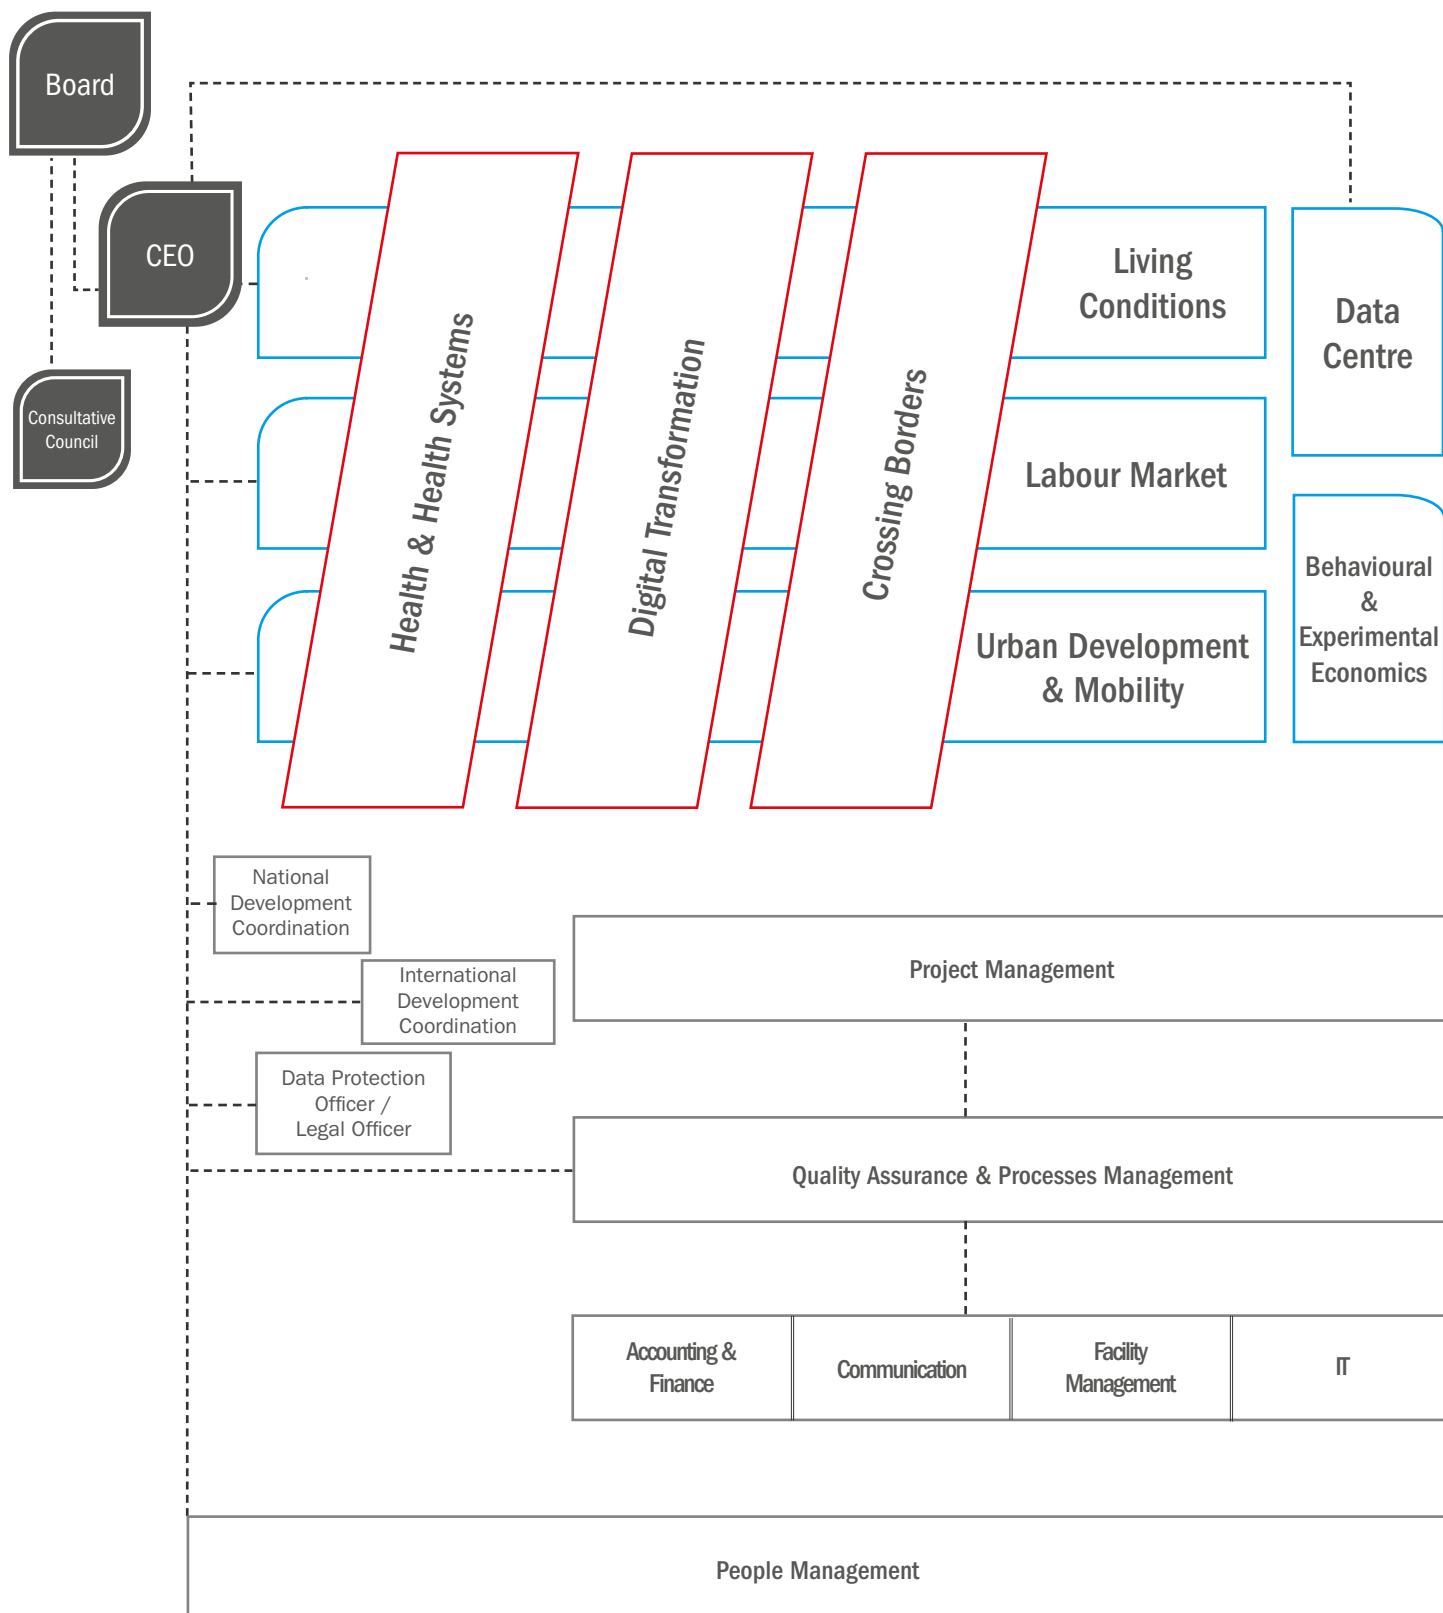 Board
CEO
Consultative
Council
Health & Health Systems
Digital Transformation
Crossing Borders
Living
Conditions
Labour Market
Urban Development
& Mobility
Data
Centre
Behavioural
&
Experimental
Economics
National
Development
Coordination
International
Development
Coordination
Data Protection
Officer /
Legal Officer
Project Management
Quality Assurance & Processes Management
Accounting &
Finance
Communication
Facility
Management
IT
People Management